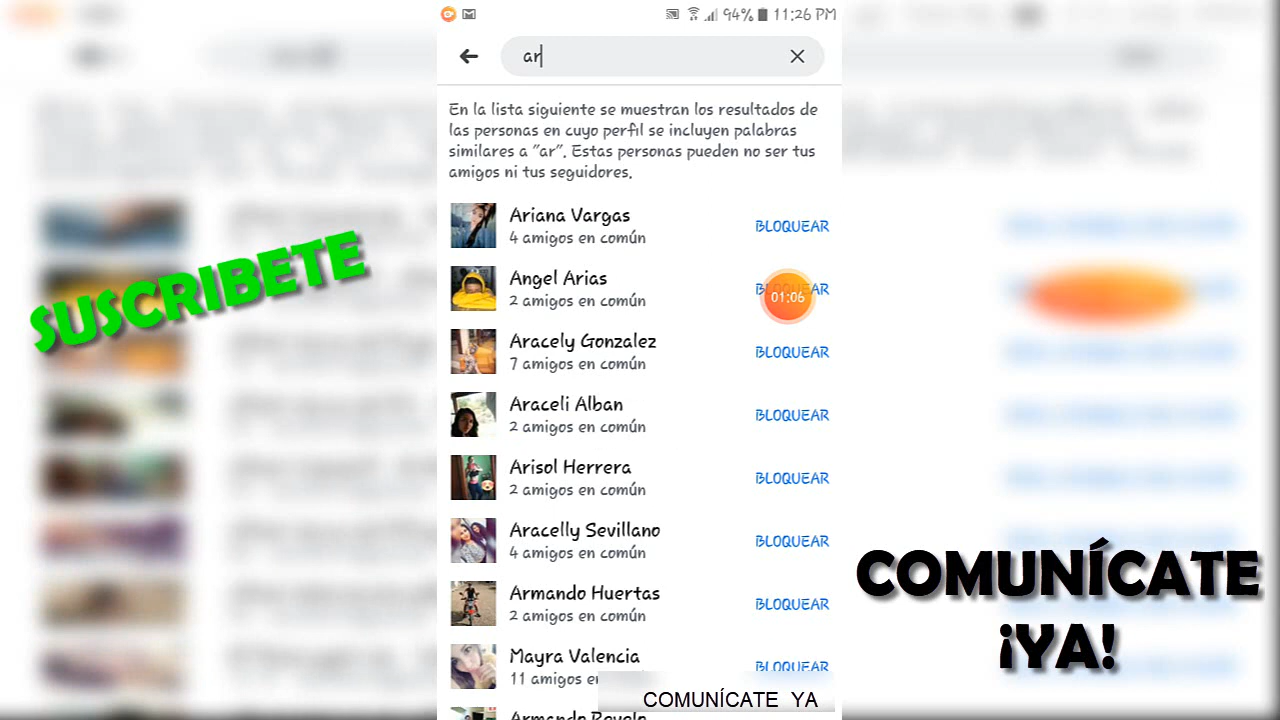 94% 11:26 PM
ar
En la lista siguiente se muestran los resultados de
las personas en cuyo perfil se incluyen palabras
similares a "ar". Estas personas pueden no ser tus
amigos ni tus seguidores.
Ariana Vargas
4 amigos en común
BLOQUEAR
Angel Arias
2 amigos en común
01:06
Aracely Gonzalez
7 amigos en común
BLOQUEAR
Araceli Alban
2 amigos en común
BLOQUEAR
Arisol Herrera
2 amigos en común
BLOQUEAR
Aracelly Sevillano
4 amigos en común
BLOQUEAR
Armando Huertas
2 amigos en común
BLOQUEAR
Mayra Valencia
11 amigos
BLOQUEAR
Armando Revelo
SUSCRIBETE
COMUNÍCATE
¡YA!
COMUNÍCATE YA